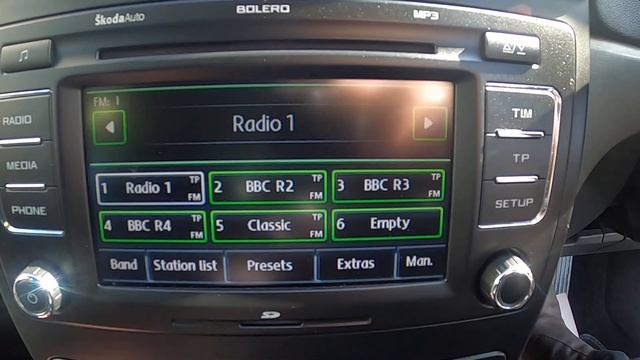 ŠkodaAuto BOLERO MP3
FM: 1
RADIO
MEDIA
PHONE
Radio 1
TIM
TP
SETUP
1 Radio 1 TP FM
2 BBC R2 TP FM
3 BBC R3 TP FM
4 BBC R4 TP FM
5 Classic TP FM
6 Empty
Band Station list Presets Extras Man.
SD